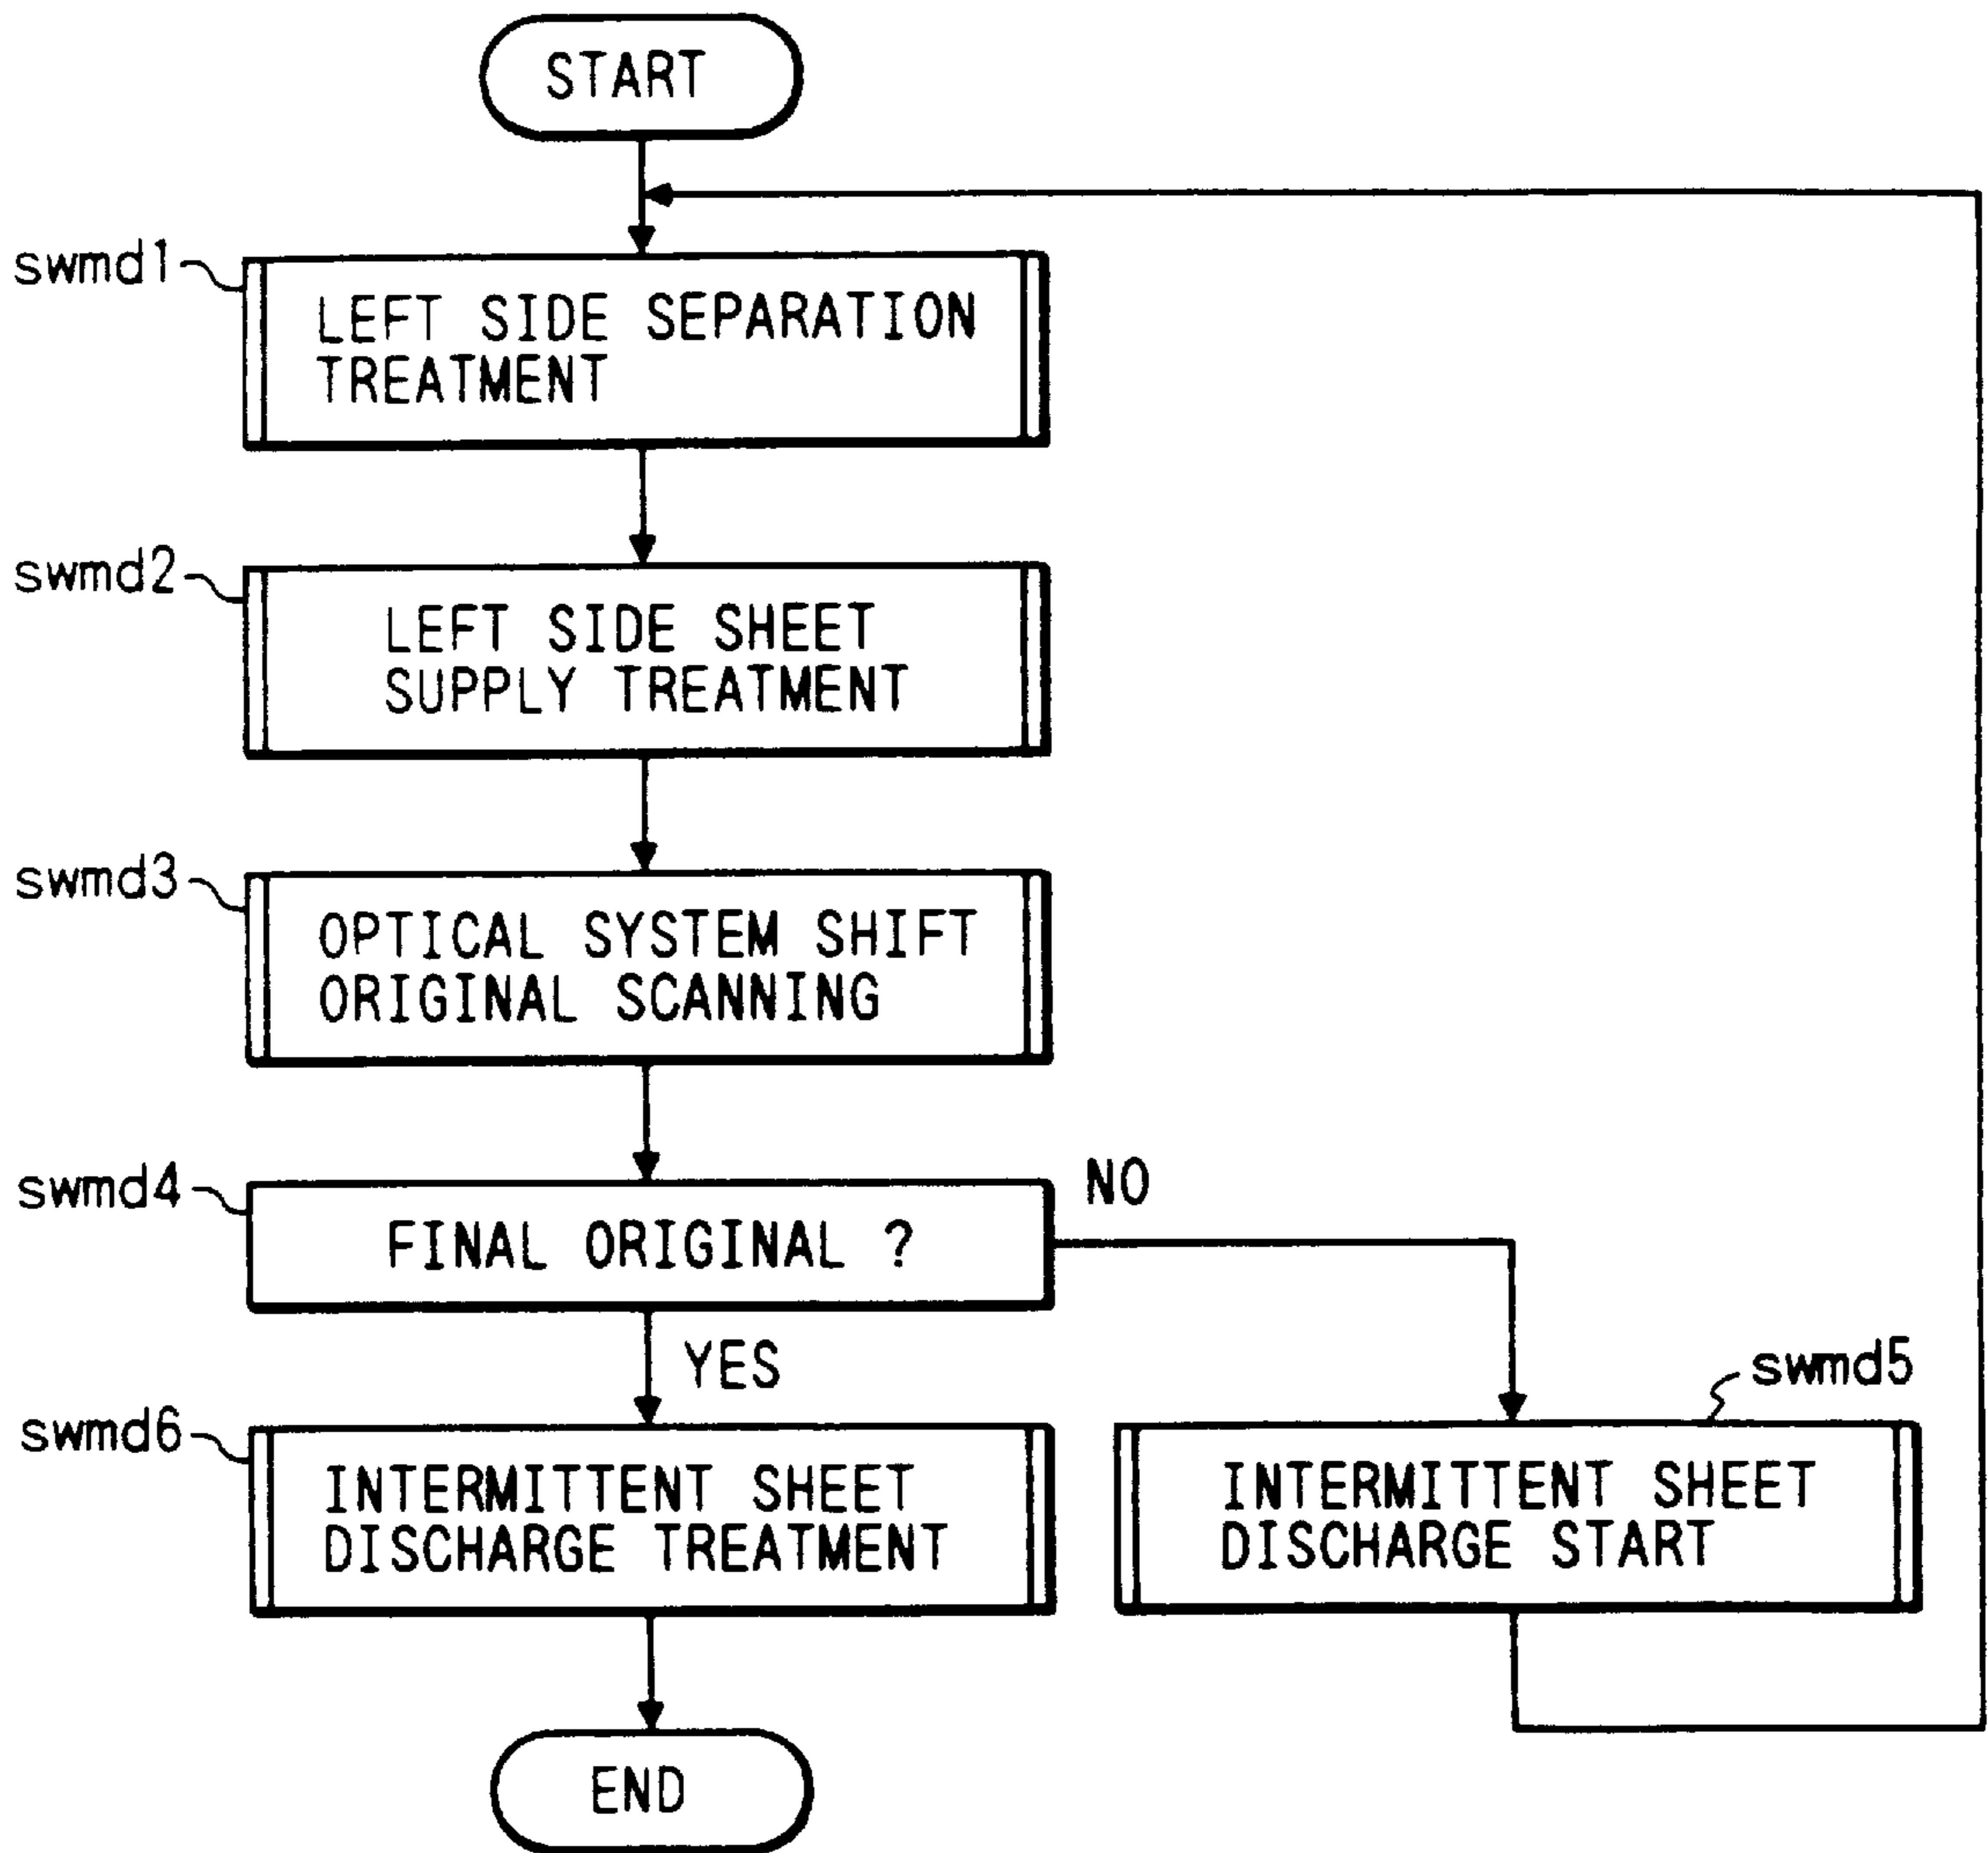 START
swmd1
LEFT SIDE SEPARATION
TREATMENT
swmd2
LEFT SIDE SHEET
SUPPLY TREATMENT
swmd3
OPTICAL SYSTEM SHIFT
ORIGINAL SCANNING
swmd4
FINAL ORIGINAL ?
NO
YES
swmd5
swmd6
INTERMITTENT SHEET
DISCHARGE TREATMENT
INTERMITTENT SHEET
DISCHARGE START
END